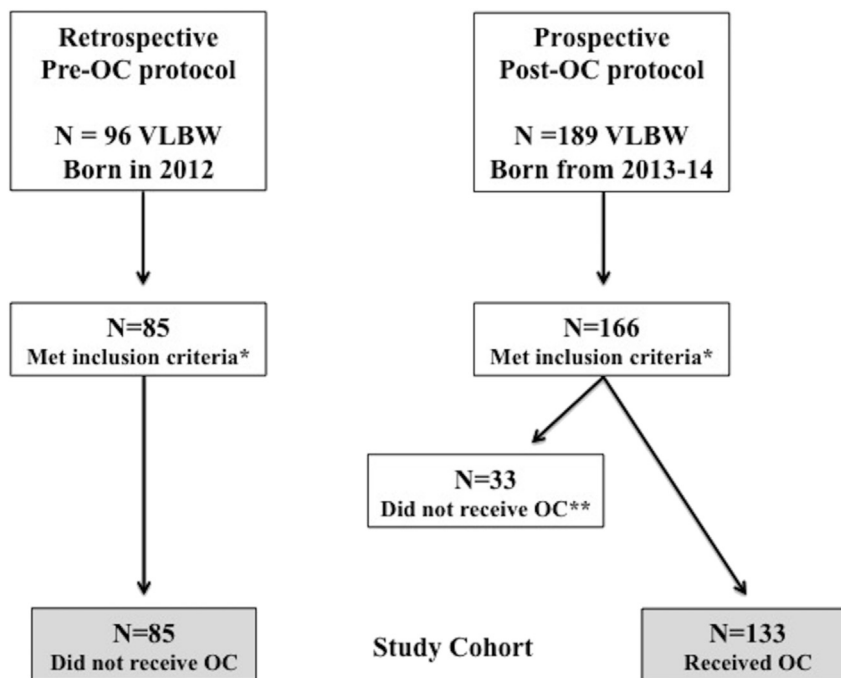 Retrospective
Pre-OC protocol
N = 96 VLBW
Born in 2012
Prospective
Post-OC protocol
N =189 VLBW
Born from 2013-14
N=85
Met inclusion criteria*
N=166
Met inclusion criteria*
N=33
Did not receive OC**
N=85
Did not receive OC
Study Cohort
N=133
Received OC